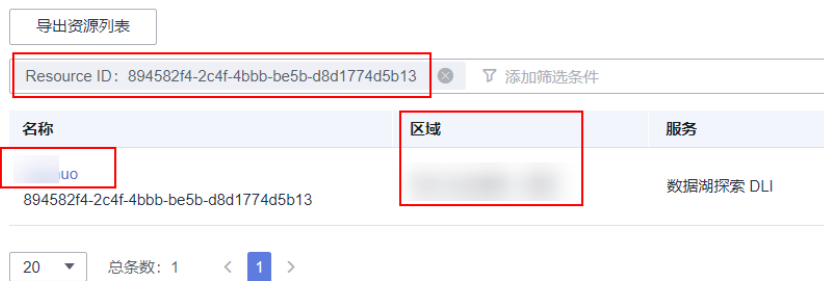 导出资源列表
Resource ID：894582f4-2c4f-4bbb-be5b-d8d1774d5b13 添加筛选条件
名称 区域 服务
uo
894582f4-2c4f-4bbb-be5b-d8d1774d5b13 数据湖探索 DLI
20 总条数：1 < 1 >